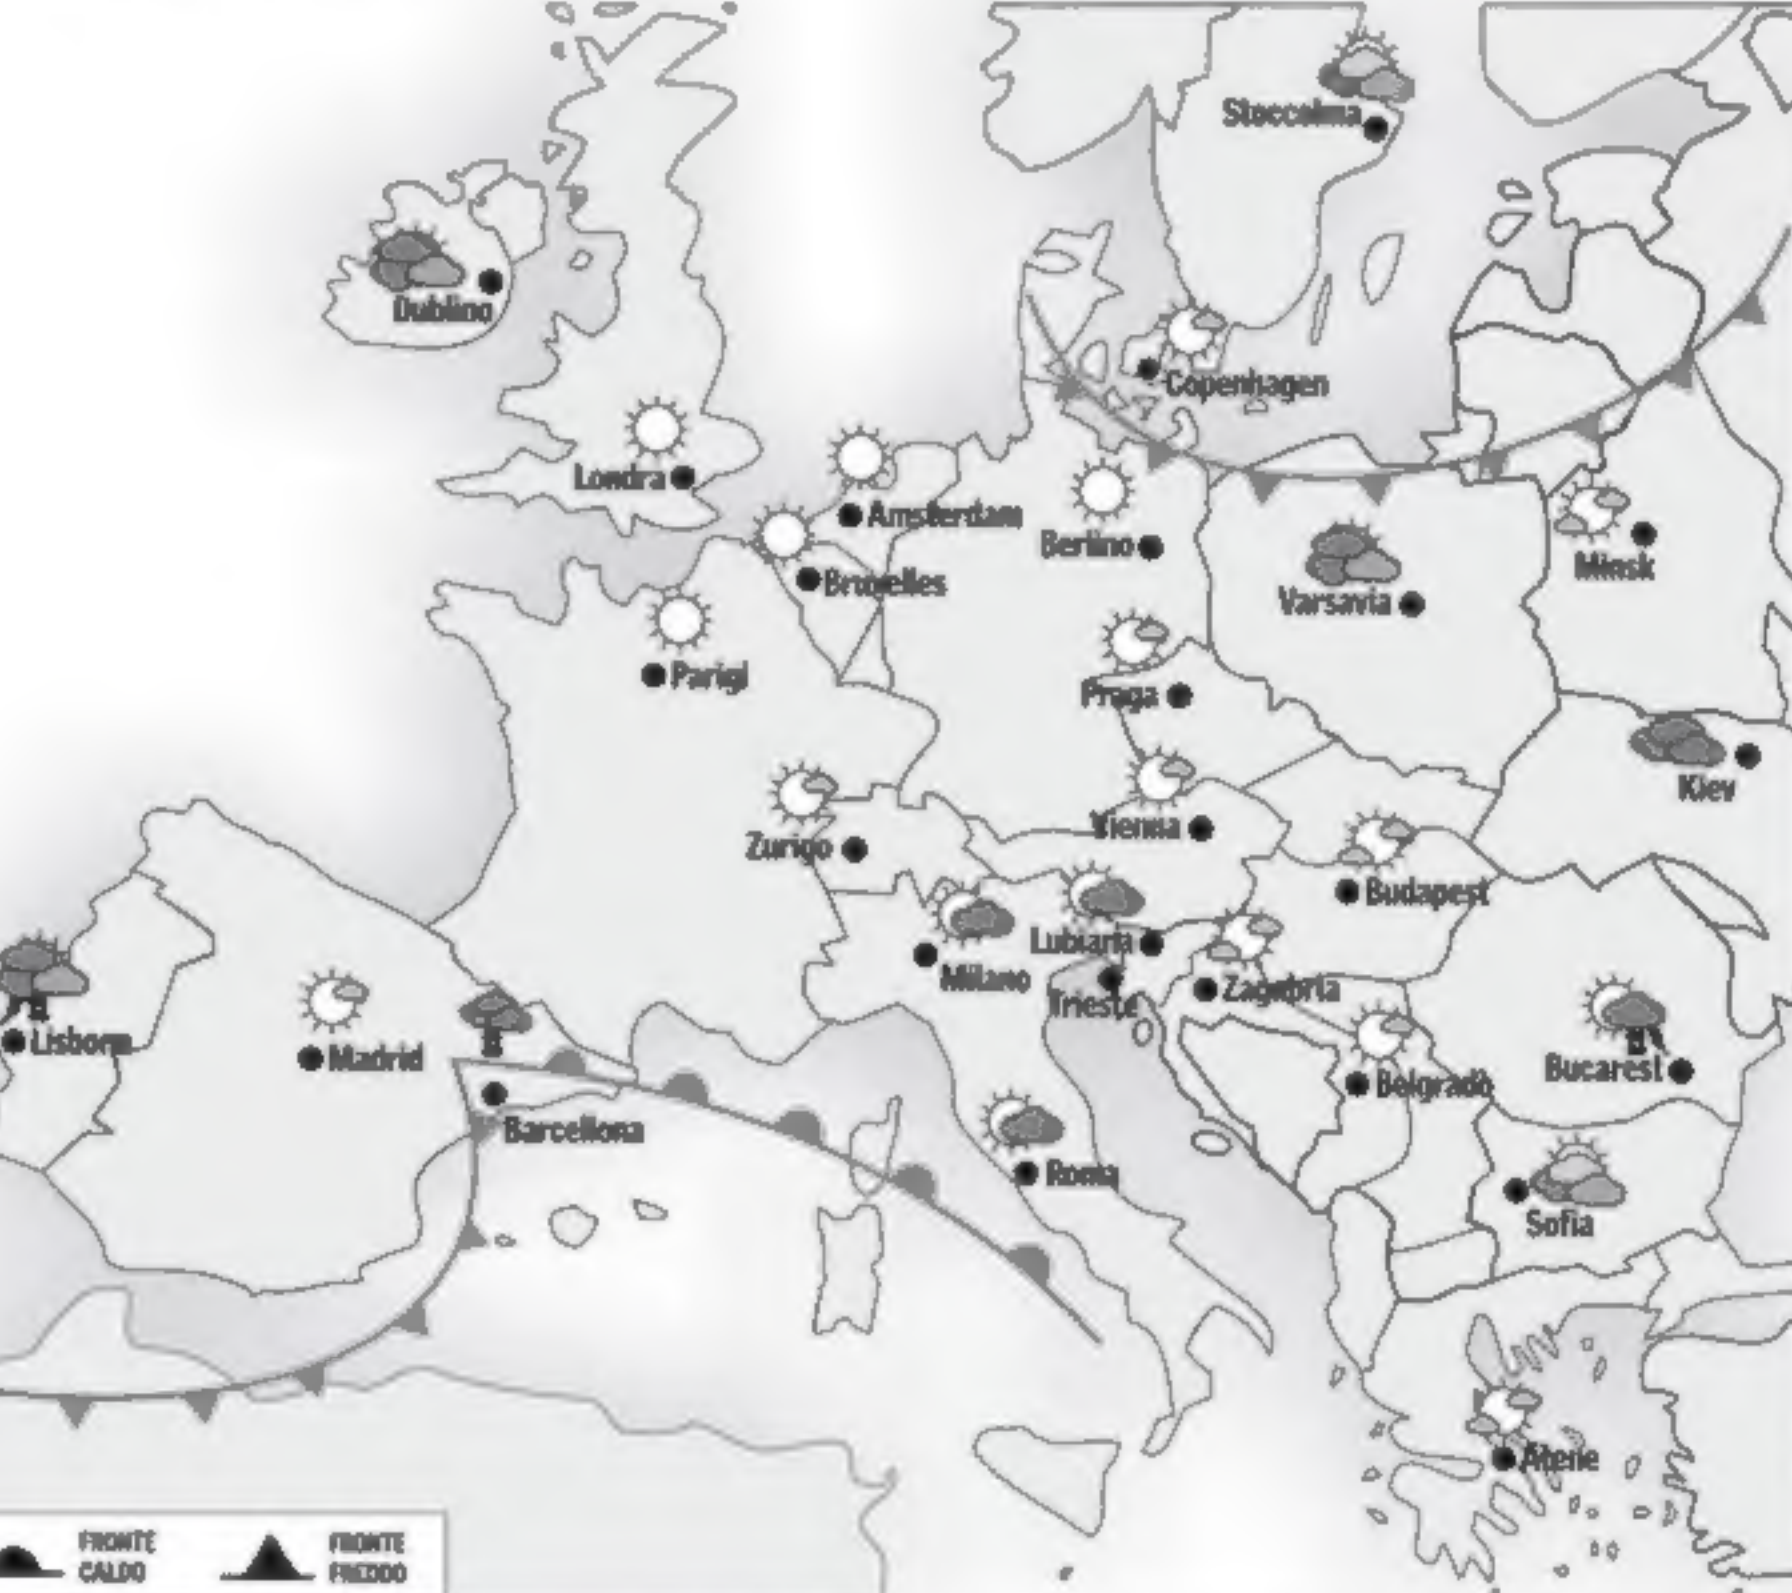 Stoccolma
Dublino
Copenhagen
Londra
Amsterdam
Berlino
Bruxelles
Minsk
Varsavia
Parigi
Praga
Kiev
Vienna
Zurigo
Budapest
Lubiana
Milano
Trieste
Zagabria
Lisbona
Madrid
Belgrado
Bucarest
Barcellona
Roma
Sofia
Atene
FRONTE
CALDO
FRONTE
FREDDO